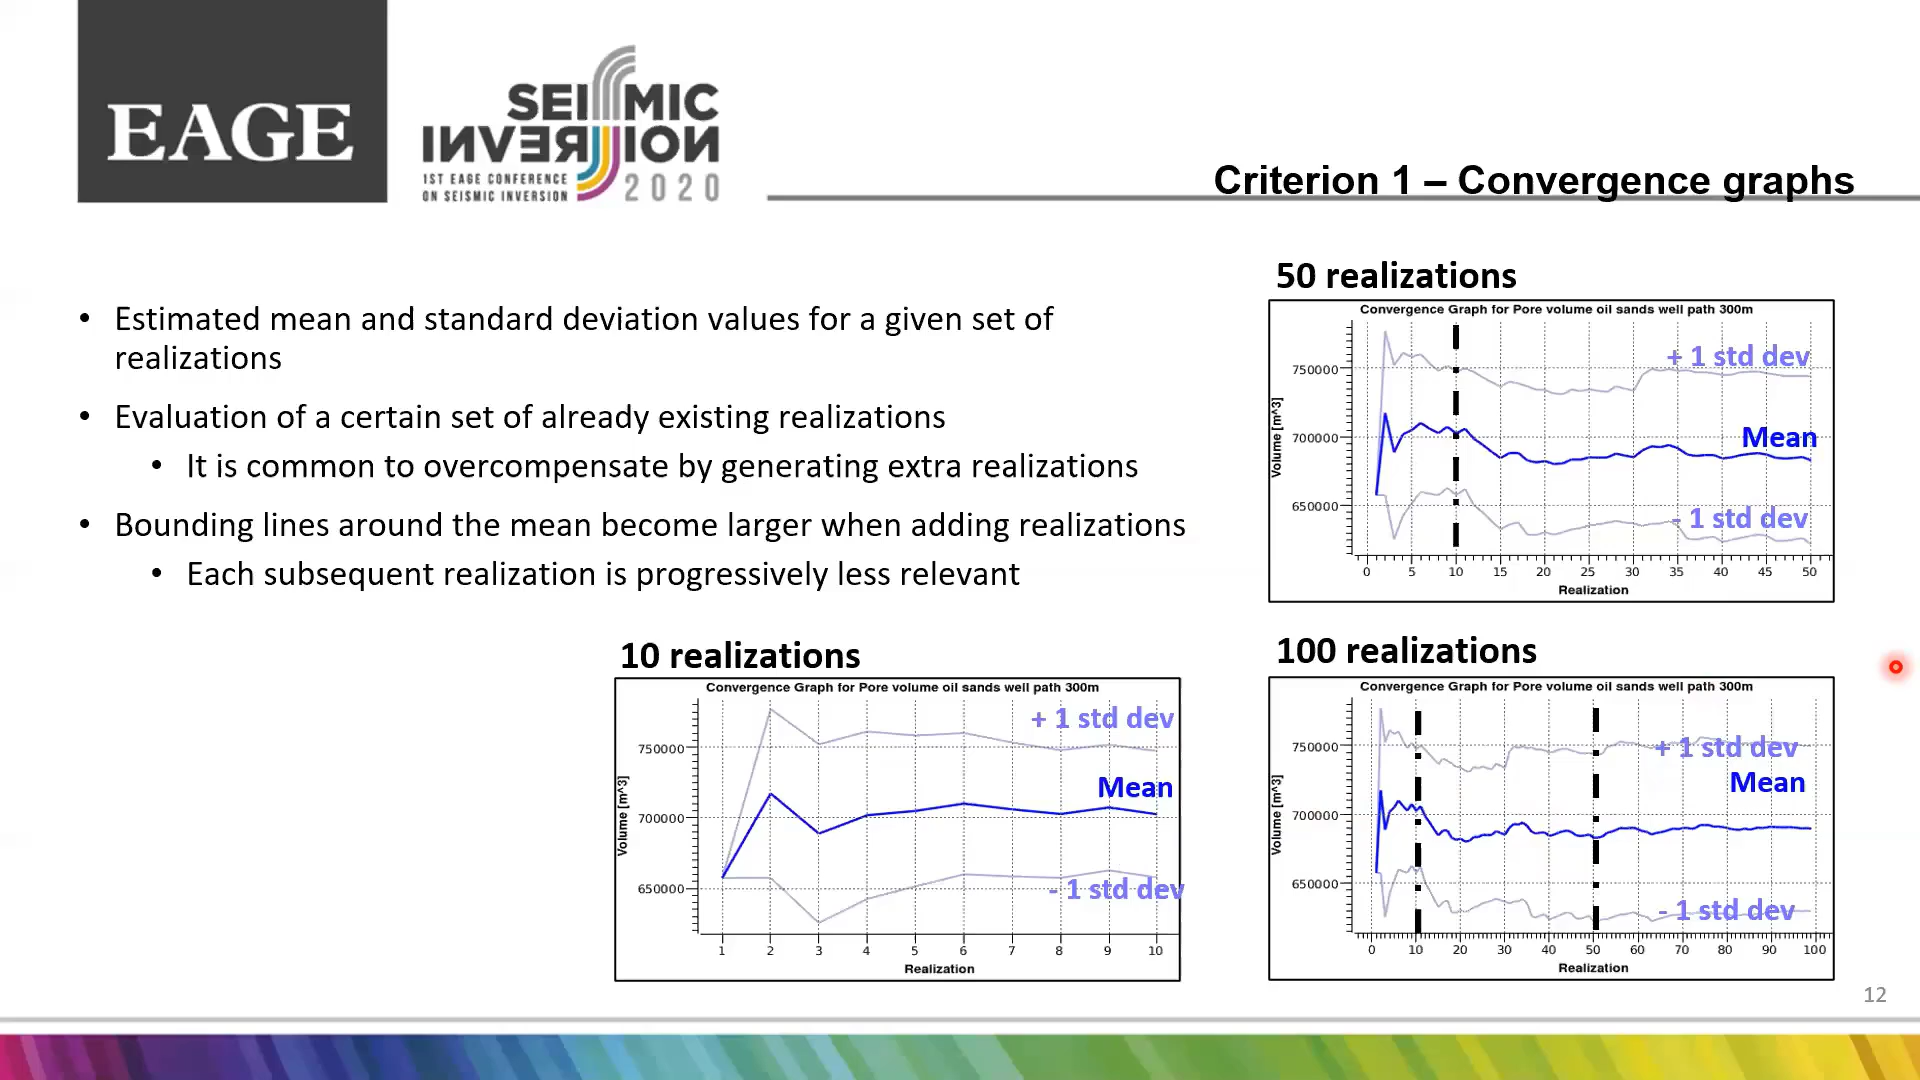 EAGE
SEISMIC
INVERSION
1ST EAGE CONFERENCE
ON SEISMIC INVERSION
2020
Criterion 1 – Convergence graphs
• Estimated mean and standard deviation values for a given set of
realizations
• Evaluation of a certain set of already existing realizations
• It is common to overcompensate by generating extra realizations
• Bounding lines around the mean become larger when adding realizations
• Each subsequent realization is progressively less relevant
50 realizations
Convergence Graph for Pore volume oil sands well path 300m
+ 1 std dev
Mean
- 1 std dev
Volume [m^3]
750000
700000
650000
0 5 10 15 20 25 30 35 40 45 50
Realization
10 realizations
Convergence Graph for Pore volume oil sands well path 300m
+ 1 std dev
Mean
- 1 std dev
Volume [m^3]
750000
700000
650000
1 2 3 4 5 6 7 8 9 10
Realization
100 realizations
Convergence Graph for Pore volume oil sands well path 300m
+ 1 std dev
Mean
- 1 std dev
Volume [m^3]
750000
700000
650000
0 10 20 30 40 50 60 70 80 90 100
Realization
12